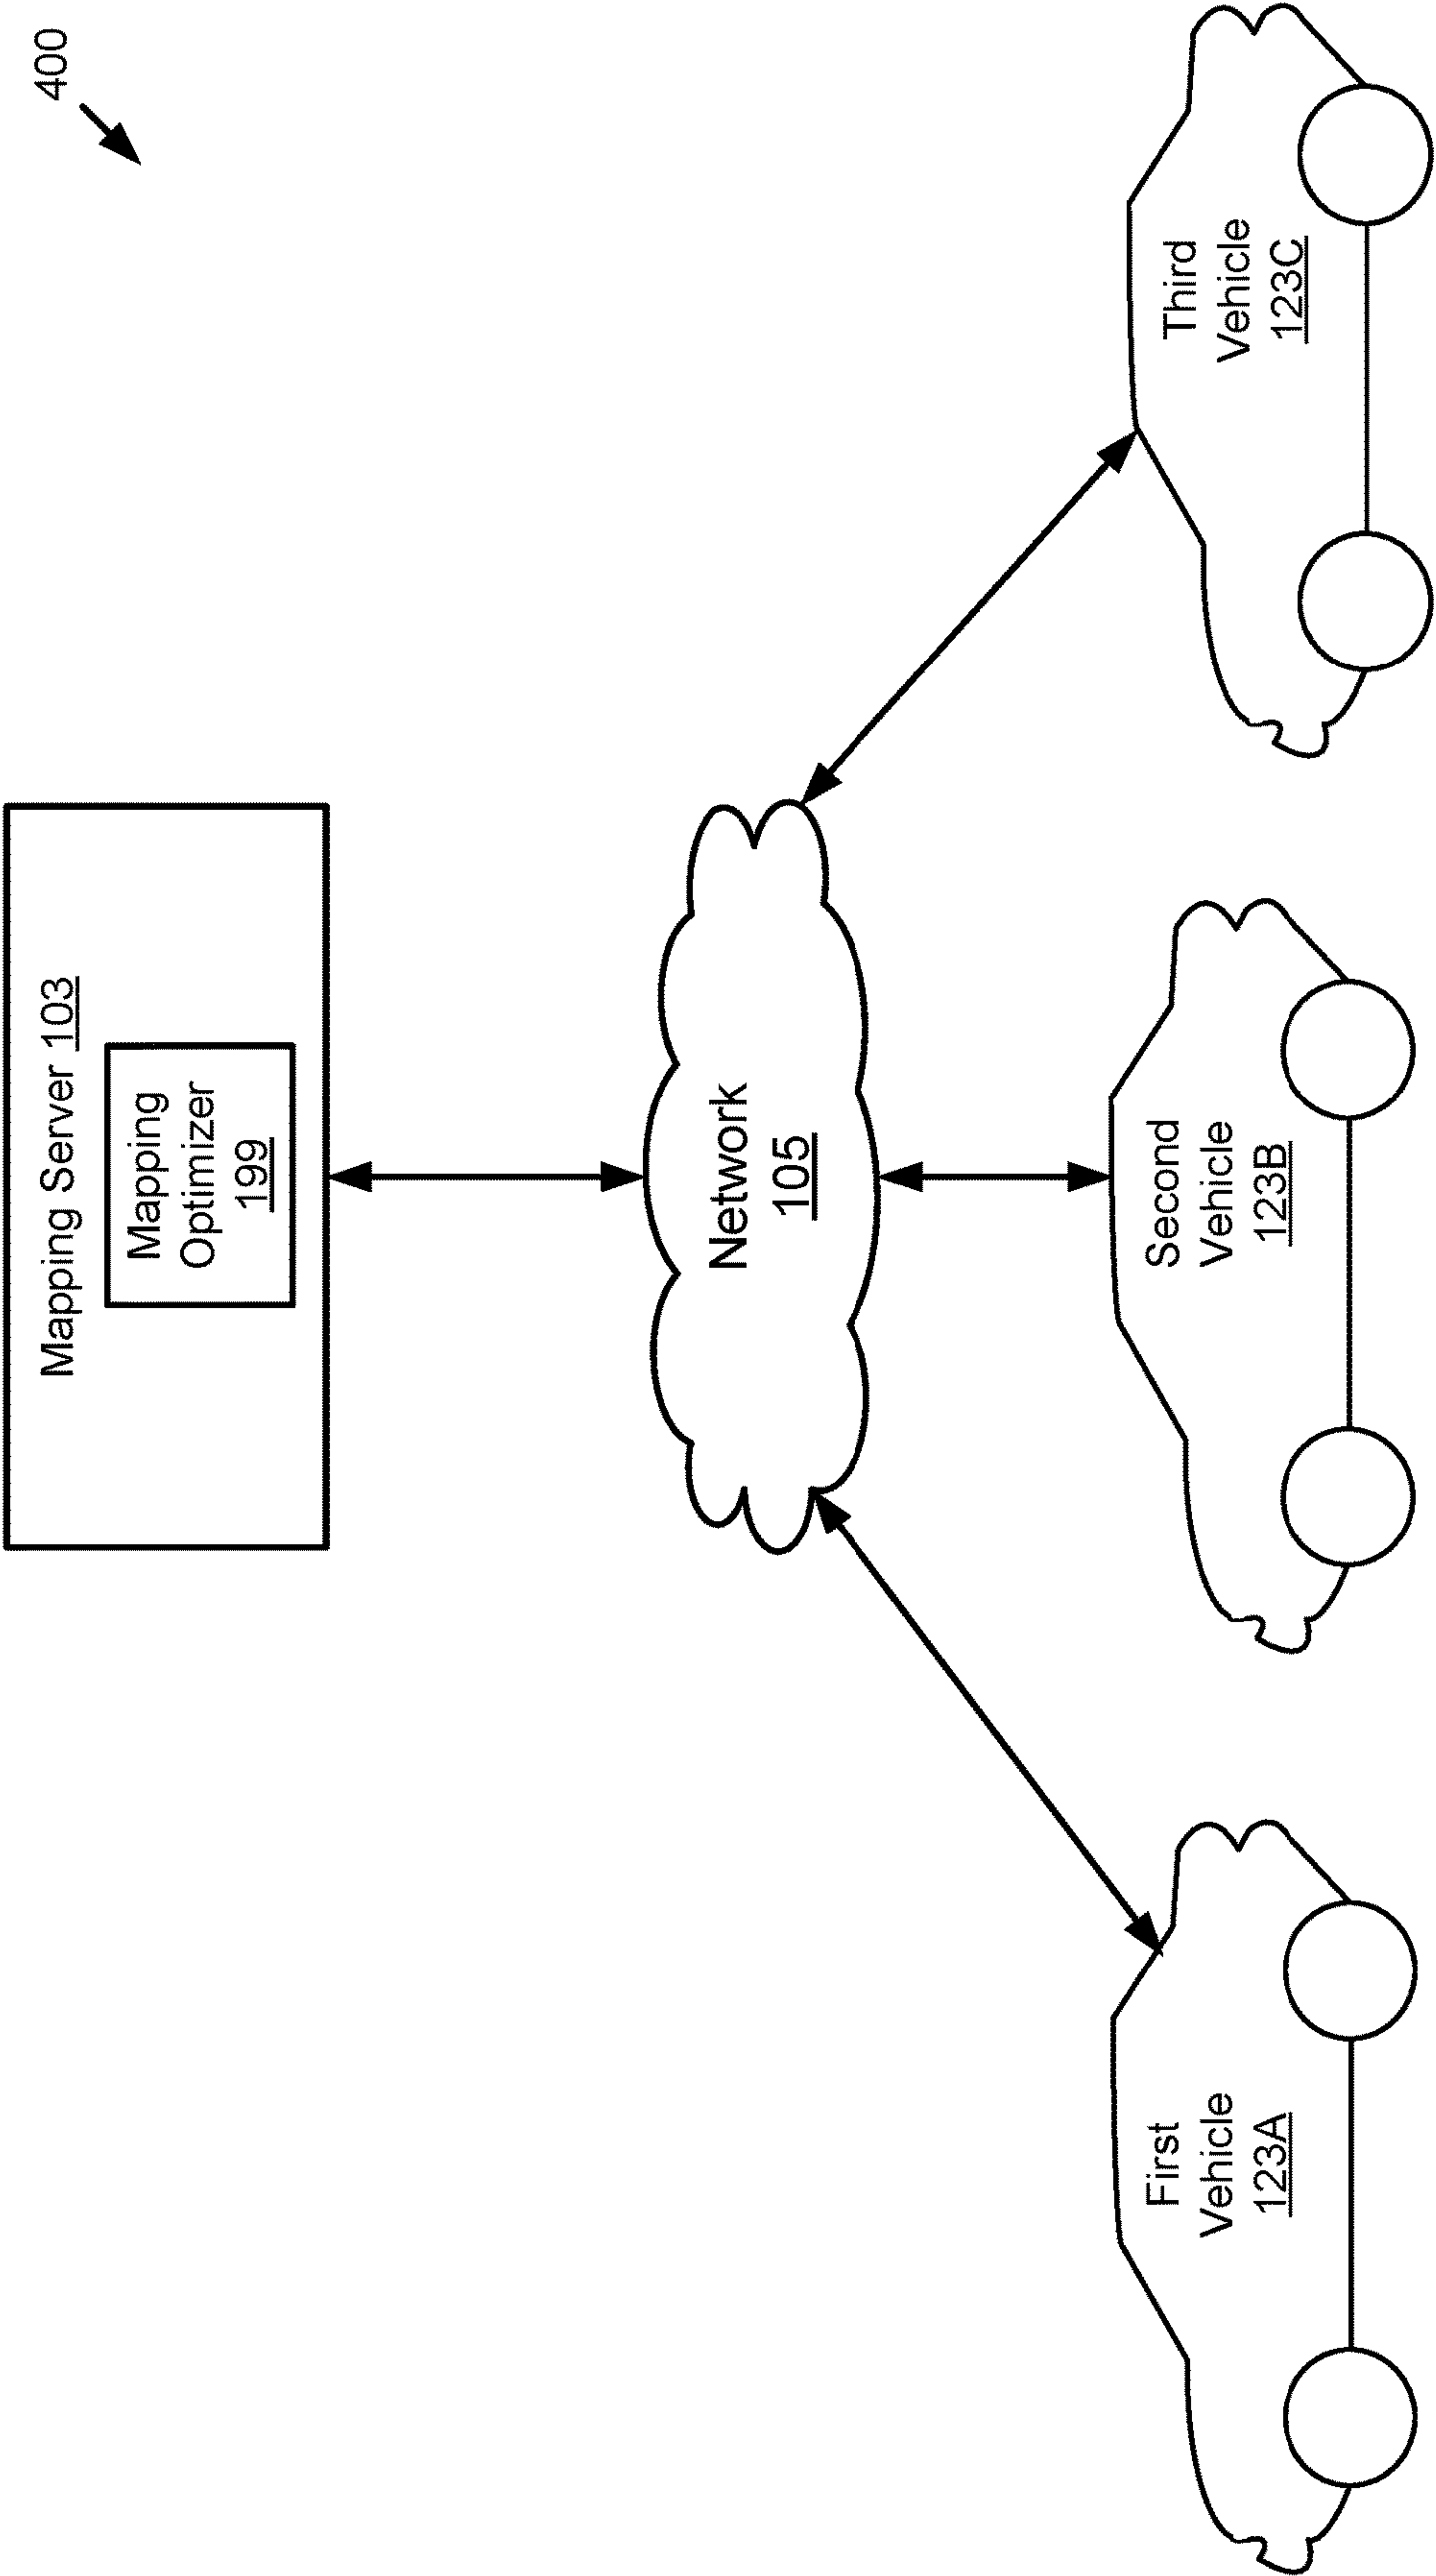 400
Mapping Server 103
Mapping
Optimizer
199
Network
105
First
Vehicle
123A
Second
Vehicle
123B
Third
Vehicle
123C